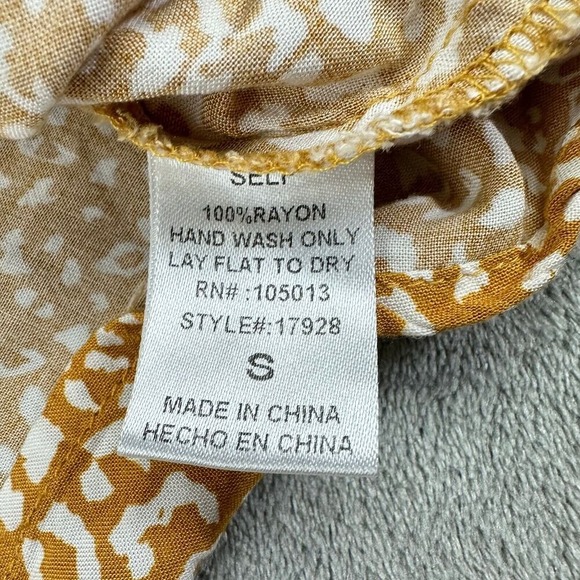 SELF
100%RAYON
HAND WASH ONLY
LAY FLAT TO DRY
RN# :105013
STYLE#:17928
S
MADE IN CHINA
HECHO EN CHINA